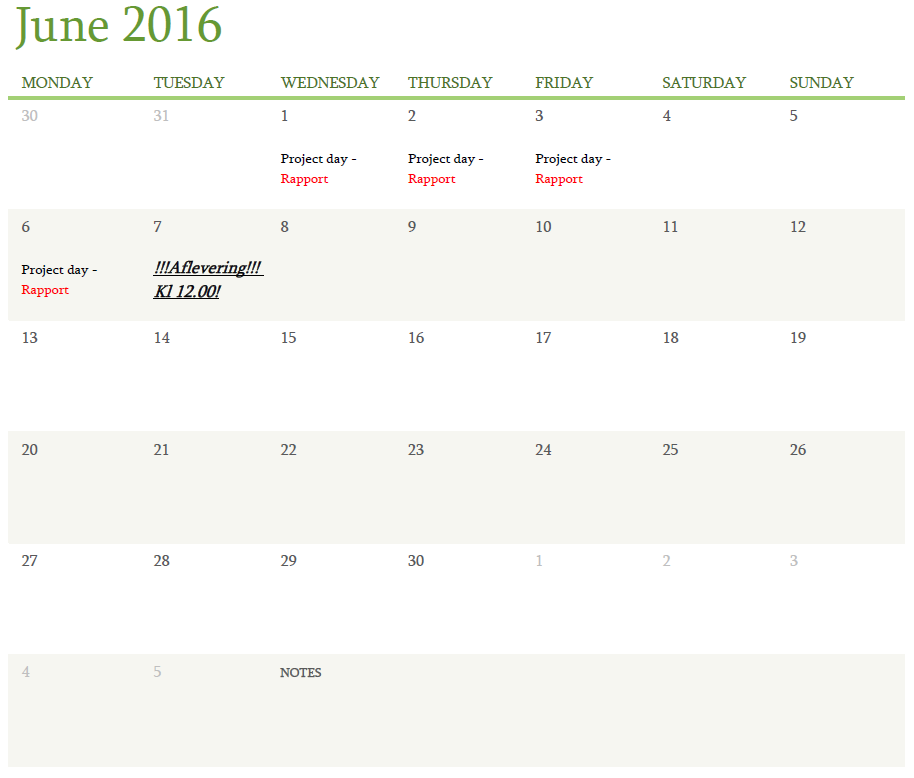 June 2016
MONDAY TUESDAY WEDNESDAY THURSDAY FRIDAY SATURDAY SUNDAY
30 31 1 2 3 4 5
Project day - Project day - Project day -
Rapport Rapport Rapport
6 7 8 9 10 11 12
Project day - !!!Aflevering!!!
Rapport Kl 12.00!
13 14 15 16 17 18 19
20 21 22 23 24 25 26
27 28 29 30 1 2 3
4 5 NOTES